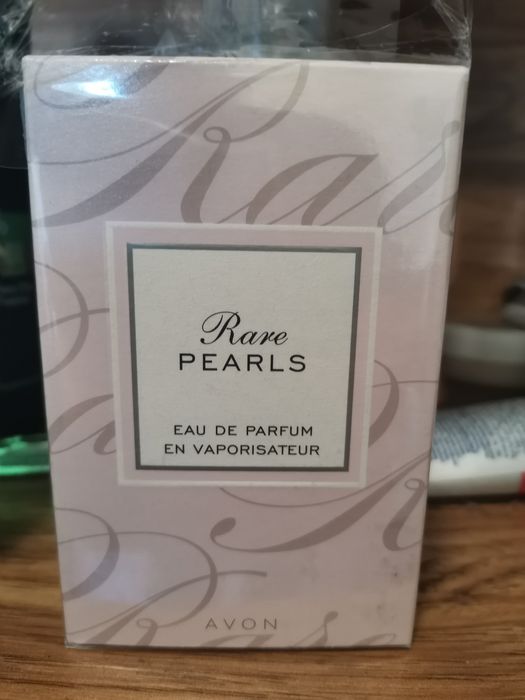 Rare
PEARLS
EAU DE PARFUM
EN VAPORISATEUR
AVON